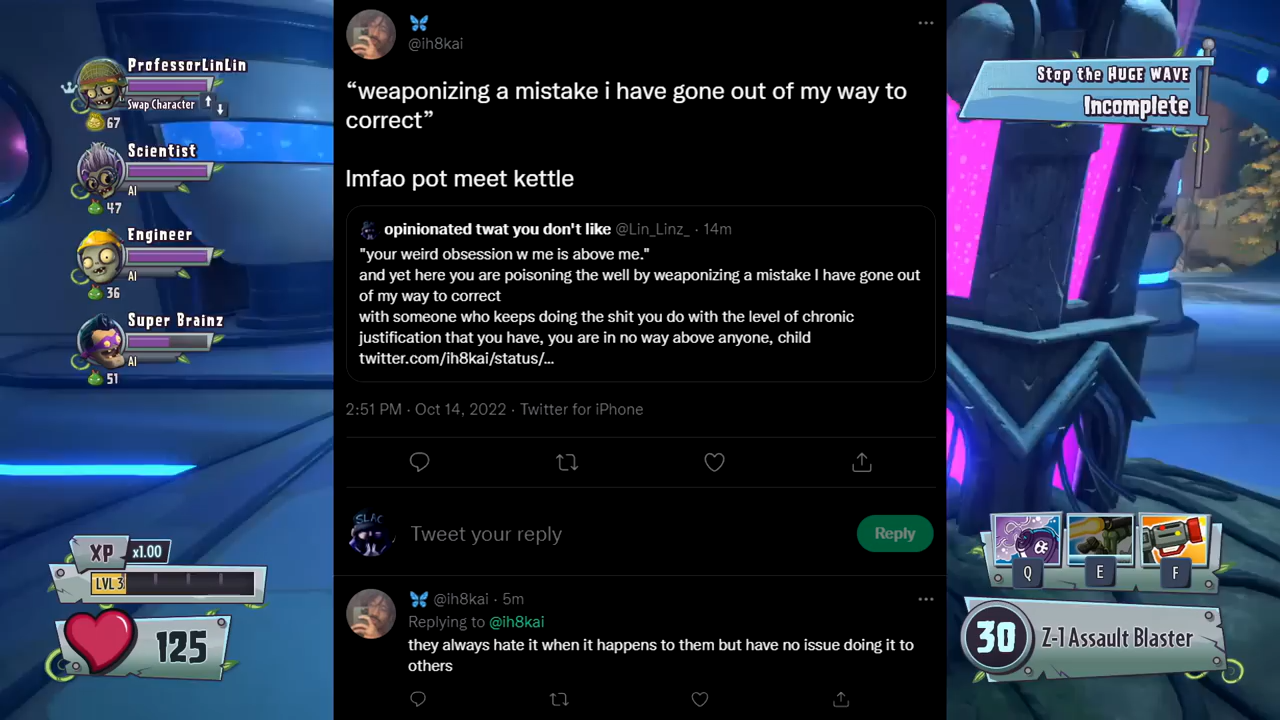 ProfessorLinLin
Swap Character
67
Scientist
AI
47
Engineer
AI
36
Super Brainz
AI
51
XP x1.00
LVL 3
125
@ih8kai
“weaponizing a mistake i have gone out of my way to
correct”
lmfao pot meet kettle
opinionated twat you don't like @Lin_Linz_ · 14m
"your weird obsession w me is above me."
and yet here you are poisoning the well by weaponizing a mistake I have gone out
of my way to correct
with someone who keeps doing the shit you do with the level of chronic
justification that you have, you are in no way above anyone, child
twitter.com/ih8kai/status/...
2:51 PM · Oct 14, 2022 · Twitter for iPhone
SLAC
Tweet your reply
Reply
@ih8kai · 5m
Replying to @ih8kai
they always hate it when it happens to them but have no issue doing it to
others
Stop the HUGE WAVE
Incomplete
Q
E
F
30
Z-1 Assault Blaster